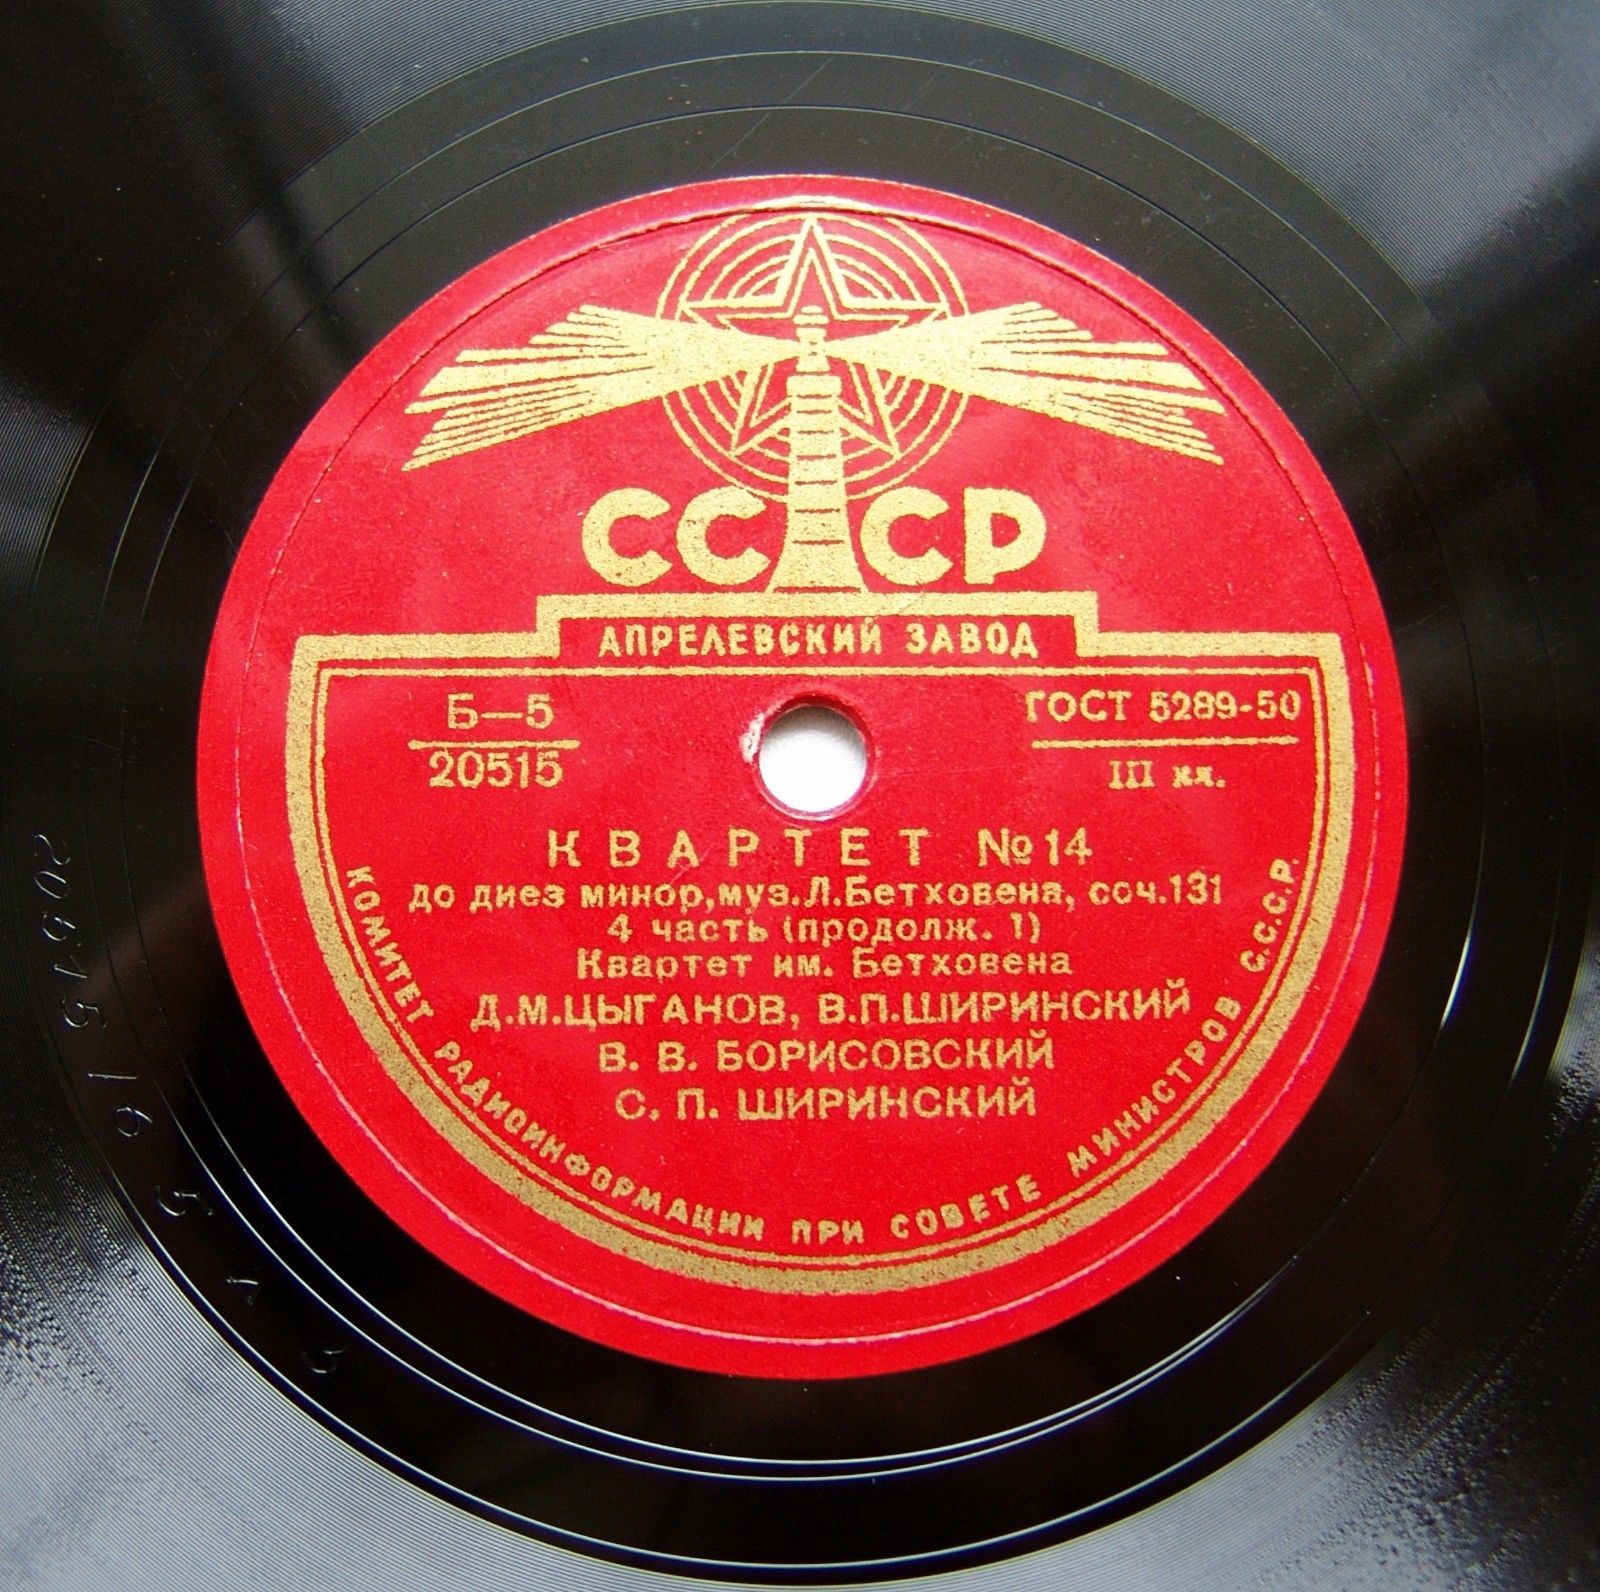 СССР
АПРЕЛЕВСКИЙ ЗАВОД
Б—5
20515
ГОСТ 5289-50
III кк.
КВАРТЕТ №14
до диез минор, муз. Л. Бетховена, соч. 131
4 часть (продолж. 1)
Квартет им. Бетховена
Д.М.ЦЫГАНОВ, В.П.ШИРИНСКИЙ
В. В. БОРИСОВСКИЙ
С. П. ШИРИНСКИЙ
КОМИТЕТ РАДИОИНФОРМАЦИИ ПРИ СОВЕТЕ МИНИСТРОВ С.С.С.Р.